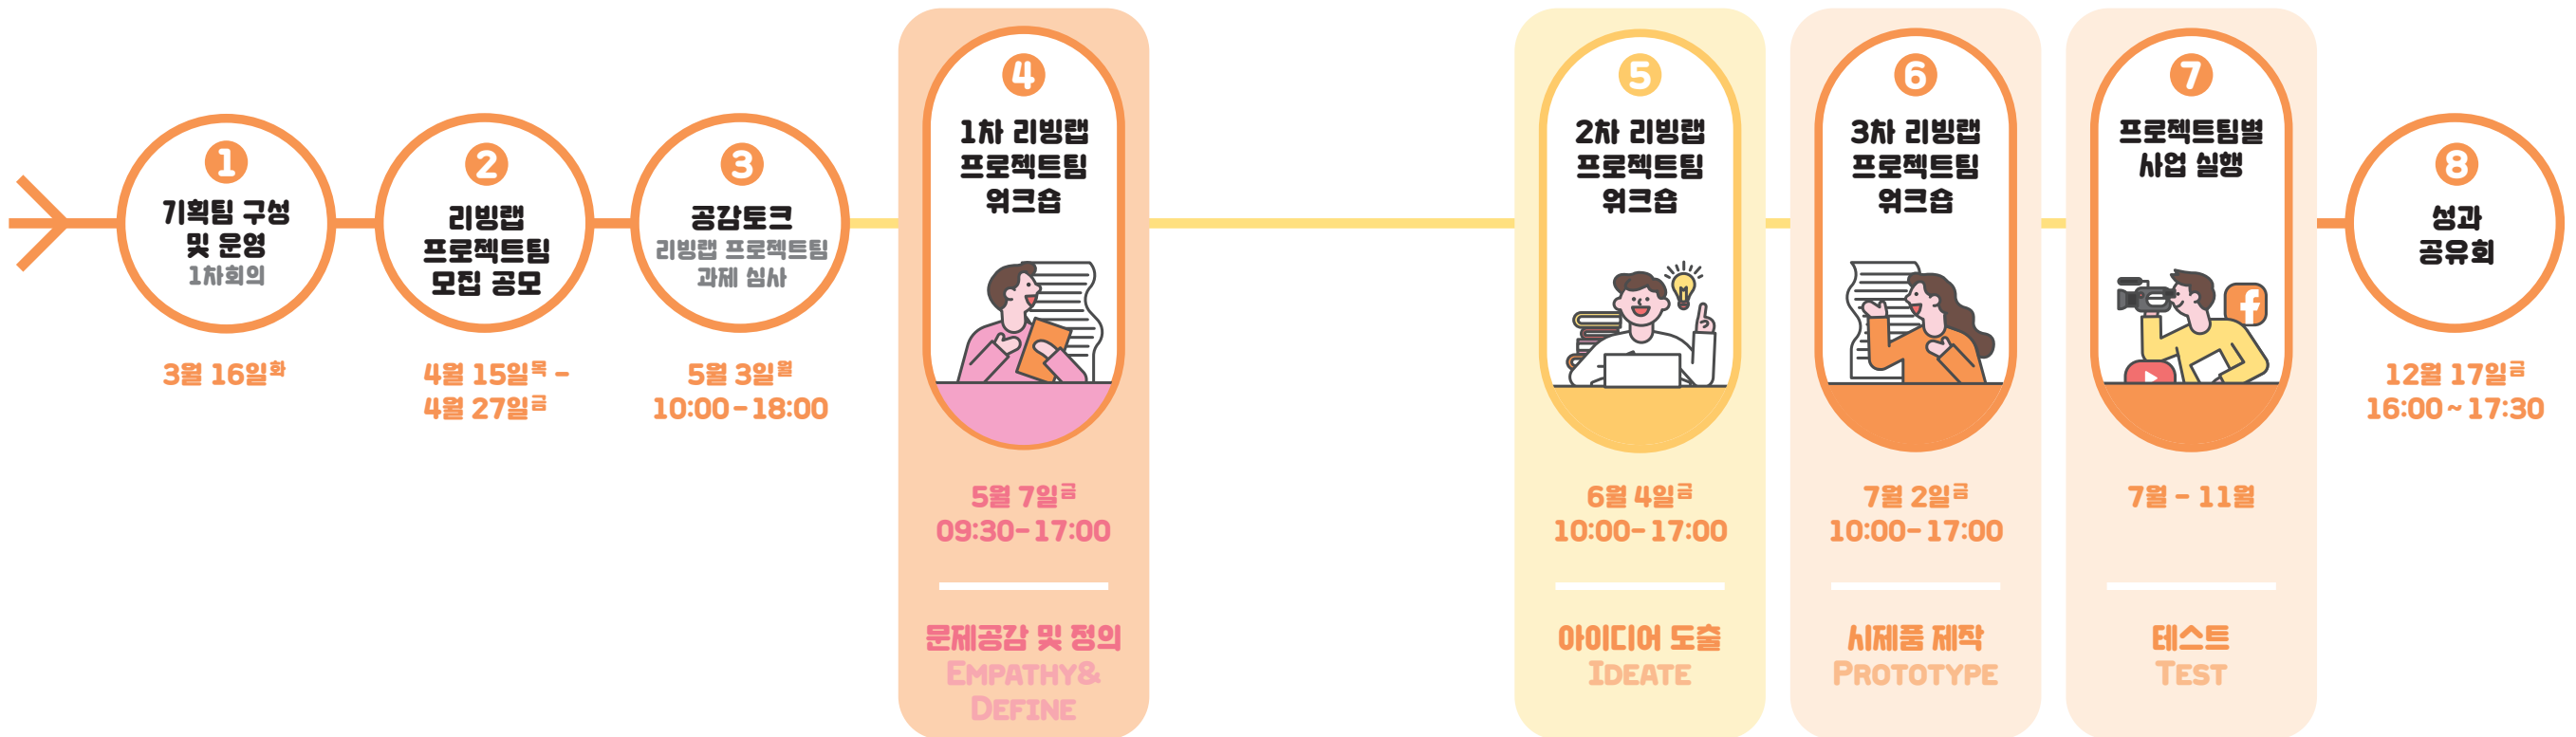 1
기획팀 구성
및 운영
1차회의
3월 16일화
2
리빙랩
프로젝트팀
모집 공모
4월 15일목 -
4월 27일금
3
공감토크
리빙랩 프로젝트팀
과제 심사
5월 3일월
10:00 - 18:00
4
1차 리빙랩
프로젝트팀
워크숍
5월 7일금
09:30 - 17:00
문제공감 및 정의
EMPATHY&
DEFINE
5
2차 리빙랩
프로젝트팀
워크숍
6월 4일금
10:00 - 17:00
아이디어 도출
IDEATE
6
3차 리빙랩
프로젝트팀
워크숍
7월 2일금
10:00 - 17:00
시제품 제작
PROTOTYPE
7
프로젝트팀별
사업 실행
f
7월 - 11월
테스트
TEST
8
성과
공유회
12월 17일금
16:00 ~ 17:30